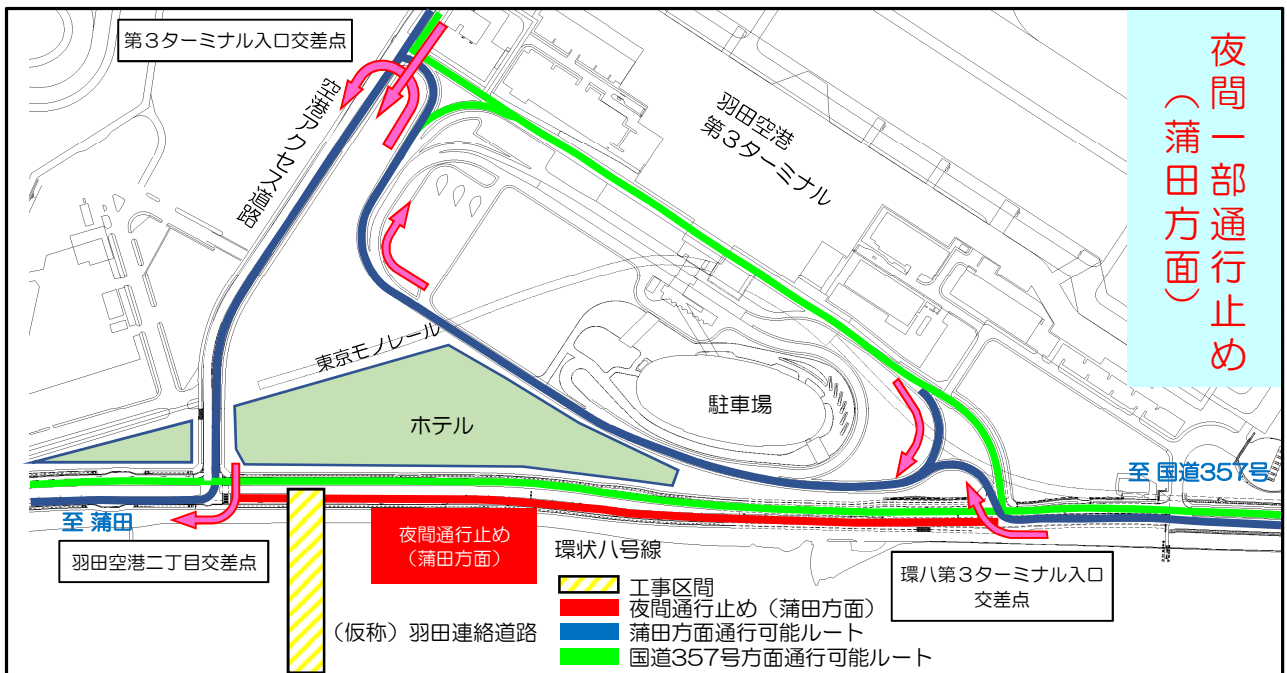 第3ターミナル入口交差点
空港アクセス道路
羽田空港
第3ターミナル
夜間一部通行止め
（蒲田方面）
東京モノレール
ホテル
駐車場
至 国道357号
至 蒲田
羽田空港二丁目交差点
夜間通行止め
（蒲田方面）
環状八号線
環八第3ターミナル入口
交差点
（仮称）羽田連絡道路
工事区間
夜間通行止め（蒲田方面）
蒲田方面通行可能ルート
国道357号方面通行可能ルート